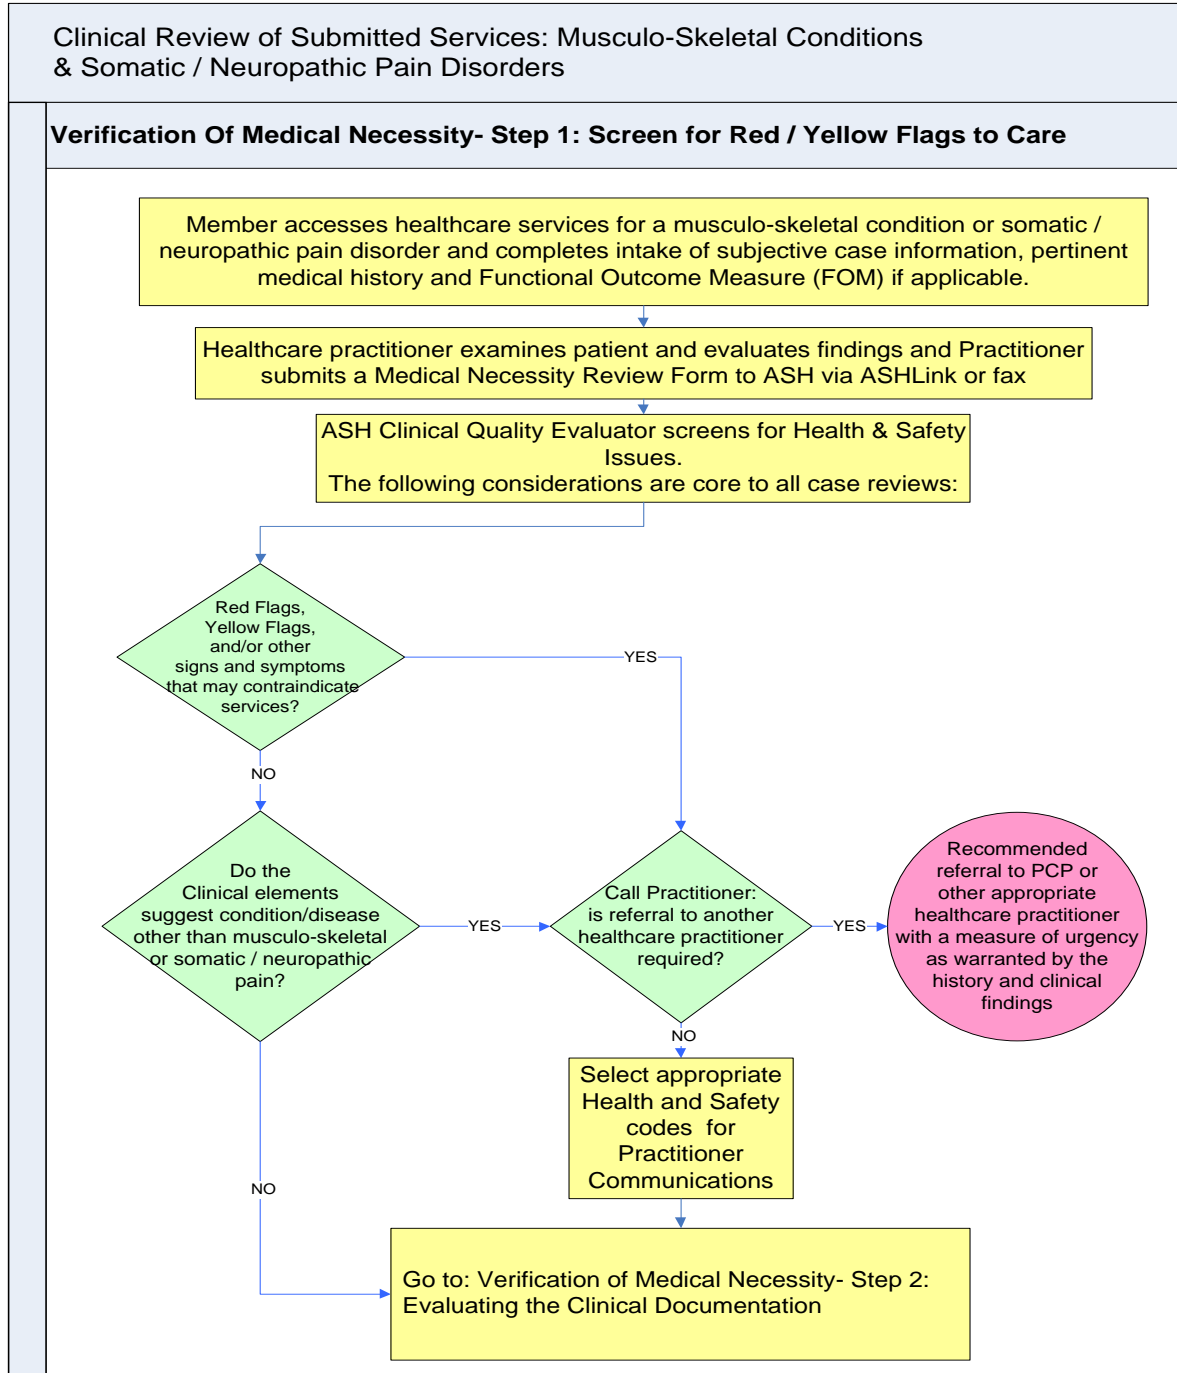 Clinical Review of Submitted Services: Musculo-Skeletal Conditions
& Somatic / Neuropathic Pain Disorders
Verification Of Medical Necessity- Step 1: Screen for Red / Yellow Flags to Care
Member accesses healthcare services for a musculo-skeletal condition or somatic /
neuropathic pain disorder and completes intake of subjective case information, pertinent
medical history and Functional Outcome Measure (FOM) if applicable.
Healthcare practitioner examines patient and evaluates findings and Practitioner
submits a Medical Necessity Review Form to ASH via ASHLink or fax
ASH Clinical Quality Evaluator screens for Health & Safety
Issues.
The following considerations are core to all case reviews:
Red Flags,
Yellow Flags,
and/or other
signs and symptoms
that may contraindicate
services?
YES
NO
Do the
Clinical elements
suggest condition/disease
other than musculo-skeletal
or somatic / neuropathic
pain?
YES
Call Practitioner:
is referral to another
healthcare practitioner
required?
YES
Recommended
referral to PCP or
other appropriate
healthcare practitioner
with a measure of urgency
as warranted by the
history and clinical
findings
NO
Select appropriate
Health and Safety
codes for
Practitioner
Communications
NO
Go to: Verification of Medical Necessity- Step 2:
Evaluating the Clinical Documentation